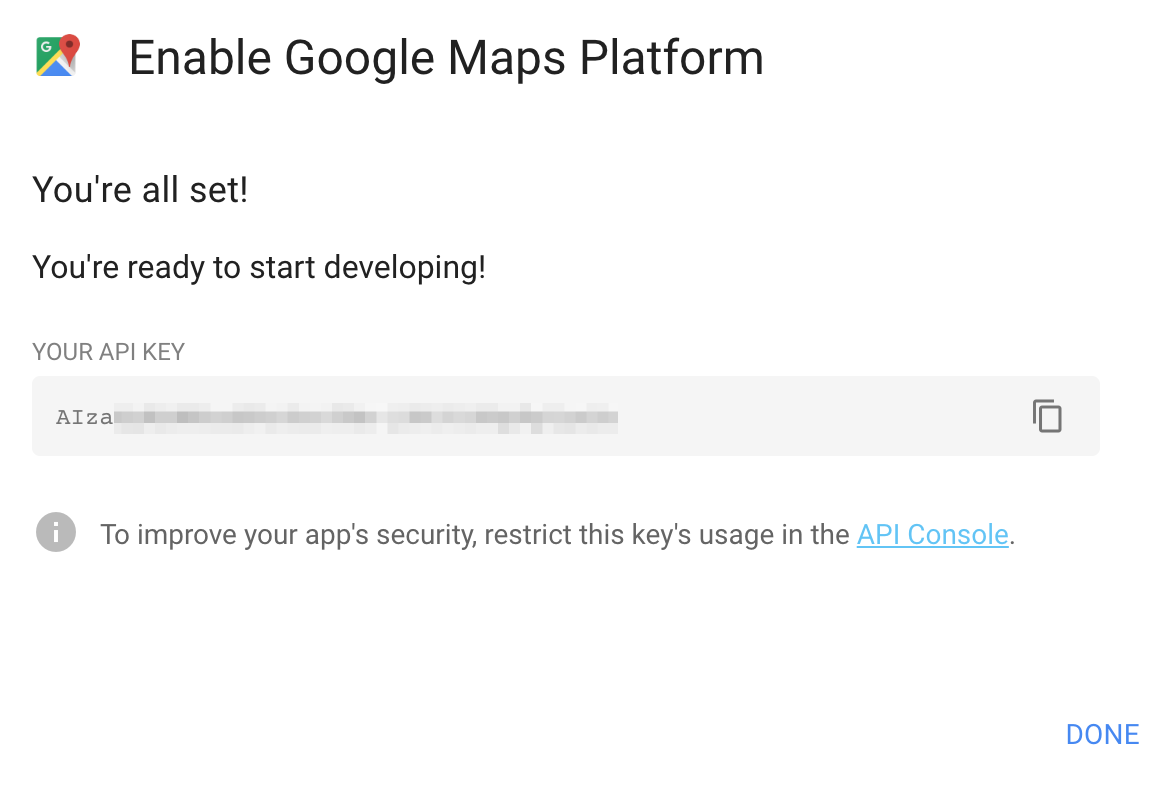 Enable Google Maps Platform
You're all set!
You're ready to start developing!
YOUR API KEY
AIza
To improve your app's security, restrict this key's usage in the API Console.
DONE